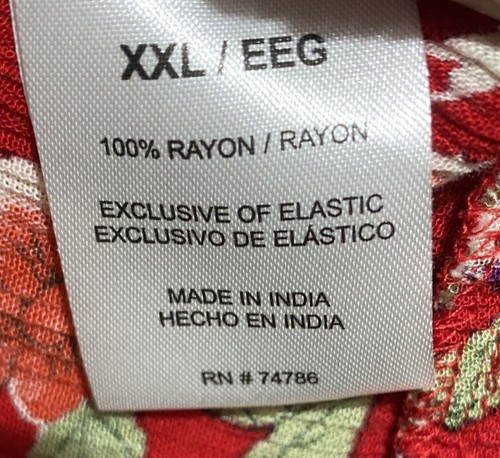 XXL / EEG
100% RAYON / RAYON
EXCLUSIVE OF ELASTIC
EXCLUSIVO DE ELÁSTICO
MADE IN INDIA
HECHO EN INDIA
RN # 74786